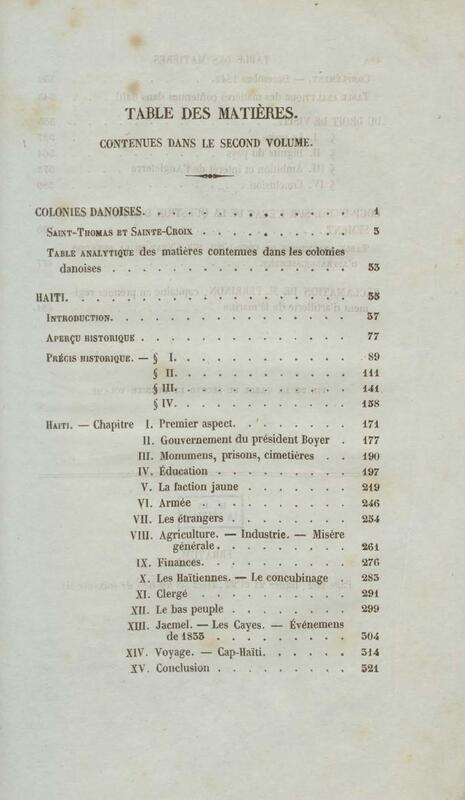 TABLE DES MATIÈRES.
CONTENUES DANS LE SECOND VOLUME.
COLONIES DANOISES. . . . . . . . . . . . 1
SAINT-THOMAS ET SAINTE-CROIX . . . . . . . . . 3
TABLE ANALYTIQUE des matières contenues dans les colonies
danoises . . . . . . . . . . . . . 53
HAITI. . . . . . . . . . . . . . . . 55
INTRODUCTION. . . . . . . . . . . . . . 57
APERÇU HISTORIQUE . . . . . . . . . . . . 77
PRÉCIS HISTORIQUE. — § I. . . . . . . . . . . 89
§ II. . . . . . . . . . . 111
§ III. . . . . . . . . . . 141
§ IV. . . . . . . . . . . 158
HAITI. — Chapitre I. Premier aspect. . . . . . . . 171
II. Gouvernement du président Boyer . . 177
III. Monumens, prisons, cimetières . . 190
IV. Éducation . . . . . . . . . 197
V. La faction jaune . . . . . . . 219
VI. Armée . . . . . . . . . . 246
VII. Les étrangers . . . . . . . . 254
VIII. Agriculture. — Industrie. — Misère
générale. . . . . . . . . . 261
IX. Finances. . . . . . . . . . 276
X. Les Haïtiennes. — Le concubinage . . 285
XI. Clergé . . . . . . . . . . 291
XII. Le bas peuple . . . . . . . . 299
XIII. Jacmel. — Les Cayes. — Événemens
de 1833 . . . . . . . . . 304
XIV. Voyage. — Cap-Haïti. . . . . . 314
XV. Conclusion . . . . . . . . . 321